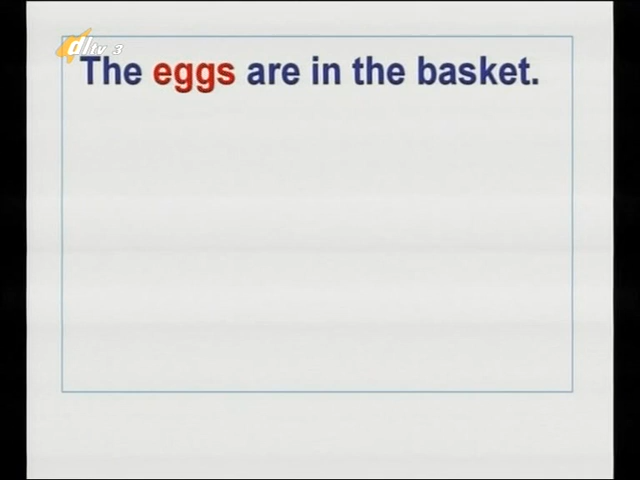 dltv 3
The eggs are in the basket.